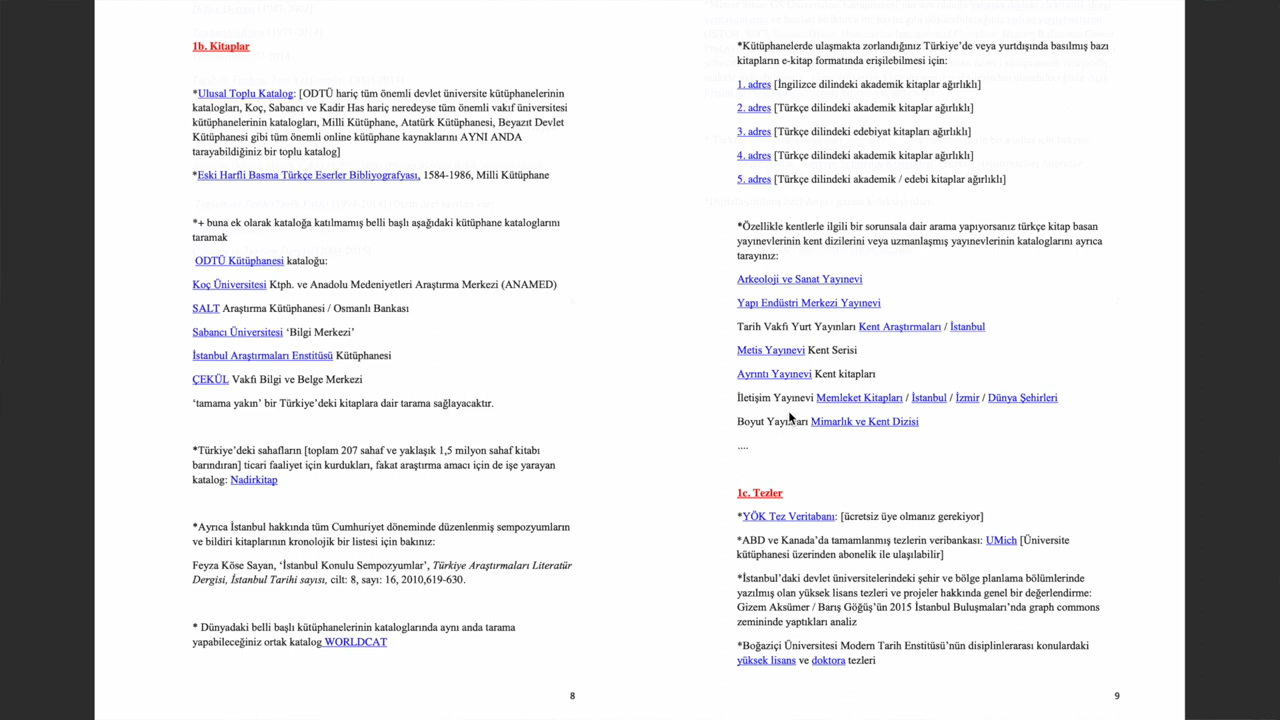 1b. Kitaplar
*Ulusal Toplu Katalog: [ODTÜ hariç tüm önemli devlet üniversite kütüphanelerinin
katalogları, Koç, Sabancı ve Kadir Has hariç neredeyse tüm önemli vakıf üniversitesi
kütüphanelerinin katalogları, Milli Kütüphane, Atatürk Kütüphanesi, Beyazıt Devlet
Kütüphanesi gibi tüm önemli online kütüphane kaynaklarını AYNI ANDA
tarayabildiğiniz bir toplu katalog]
*Eski Harfli Basma Türkçe Eserler Bibliyografyası, 1584-1986, Milli Kütüphane
*+ buna ek olarak kataloğa katılmamış belli başlı aşağıdaki kütüphane kataloglarını
taramak
ODTÜ Kütüphanesi kataloğu:
Koç Üniversitesi Ktph. ve Anadolu Medeniyetleri Araştırma Merkezi (ANAMED)
SALT Araştırma Kütüphanesi / Osmanlı Bankası
Sabancı Üniversitesi ‘Bilgi Merkezi’
İstanbul Araştırmaları Enstitüsü Kütüphanesi
ÇEKÜL Vakfı Bilgi ve Belge Merkezi
‘tamama yakın’ bir Türkiye’deki kitaplara dair tarama sağlayacaktır.
*Türkiye’deki sahafların [toplam 207 sahaf ve yaklaşık 1,5 milyon sahaf kitabı
barındıran] ticari faaliyet için kurdukları, fakat araştırma amacı için de işe yarayan
katalog: Nadirkitap
*Ayrıca İstanbul hakkında tüm Cumhuriyet döneminde düzenlenmiş sempozyumların
ve bildiri kitaplarının kronolojik bir listesi için bakınız:
Feyza Köse Sayan, ‘İstanbul Konulu Sempozyumlar’, Türkiye Araştırmaları Literatür
Dergisi, İstanbul Tarihi sayısı, cilt: 8, sayı: 16, 2010,619-630.
* Dünyadaki belli başlı kütüphanelerinin kataloglarında aynı anda tarama
yapabileceğiniz ortak katalog WORLDCAT
8
*Kütüphanelerde ulaşmakta zorlandığınız Türkiye’de veya yurtdışında basılmış bazı
kitapların e-kitap formatında erişilebilmesi için:
1. adres [İngilizce dilindeki akademik kitaplar ağırlıklı]
2. adres [Türkçe dilindeki akademik kitaplar ağırlıklı]
3. adres [Türkçe dilindeki edebiyat kitapları ağırlıklı]
4. adres [Türkçe dilindeki akademik kitaplar ağırlıklı]
5. adres [Türkçe dilindeki akademik / edebi kitaplar ağırlıklı]
*Özellikle kentlerle ilgili bir sorunsala dair arama yapıyorsanız türkçe kitap basan
yayınevlerinin kent dizilerini veya uzmanlaşmış yayınevlerinin kataloglarını ayrıca
tarayınız:
Arkeoloji ve Sanat Yayınevi
Yapı Endüstri Merkezi Yayınevi
Tarih Vakfı Yurt Yayınları Kent Araştırmaları / İstanbul
Metis Yayınevi Kent Serisi
Ayrıntı Yayınevi Kent kitapları
İletişim Yayınevi Memleket Kitapları / İstanbul / İzmir / Dünya Şehirleri
Boyut Yayınları Mimarlık ve Kent Dizisi
....
1c. Tezler
*YÖK Tez Veritabanı: [ücretsiz üye olmanız gerekiyor]
*ABD ve Kanada’da tamamlanmış tezlerin veribankası: UMich [Üniversite
kütüphanesi üzerinden abonelik ile ulaşılabilir]
*İstanbul’daki devlet üniversitelerindeki şehir ve bölge planlama bölümlerinde
yazılmış olan yüksek lisans tezleri ve projeler hakkında genel bir değerlendirme:
Gizem Aksümer / Barış Göğüş’ün 2015 İstanbul Buluşmaları’nda graph commons
zemininde yaptıkları analiz
*Boğaziçi Üniversitesi Modern Tarih Enstitüsü’nün disiplinlerarası konulardaki
yüksek lisans ve doktora tezleri
9